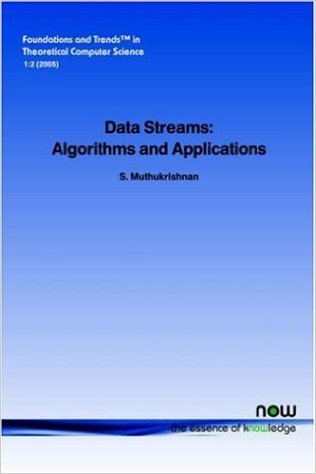 Foundations and Trends™ in
Theoretical Computer Science
1:2 (2005)
Data Streams:
Algorithms and Applications
S. Muthukrishnan
now
the essence of knowledge